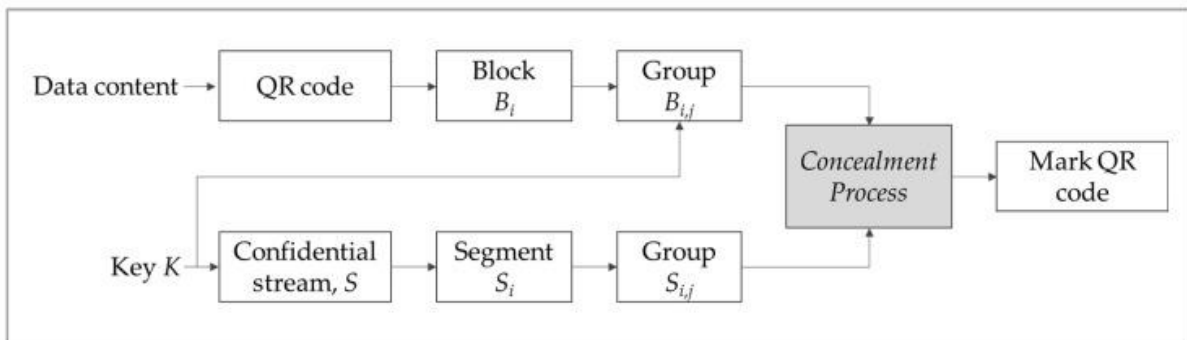 Data content
QR code
Block
B_i
Group
B_{i,j}
Concealment
Process
Mark QR
code
Key K
Confidential
stream, S
Segment
S_i
Group
S_{i,j}